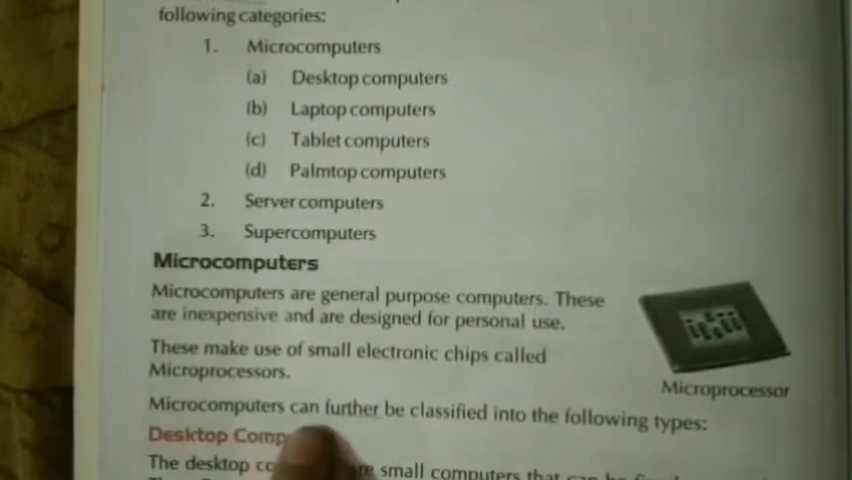 following categories:
1. Microcomputers
(a) Desktop computers
(b) Laptop computers
(c) Tablet computers
(d) Palmtop computers
2. Server computers
3. Supercomputers
Microcomputers
Microcomputers are general purpose computers. These
are inexpensive and are designed for personal use.
These make use of small electronic chips called
Microprocessors.
Microprocessor
Microcomputers can further be classified into the following types:
Desktop Comp
The desktop co small computers that can be